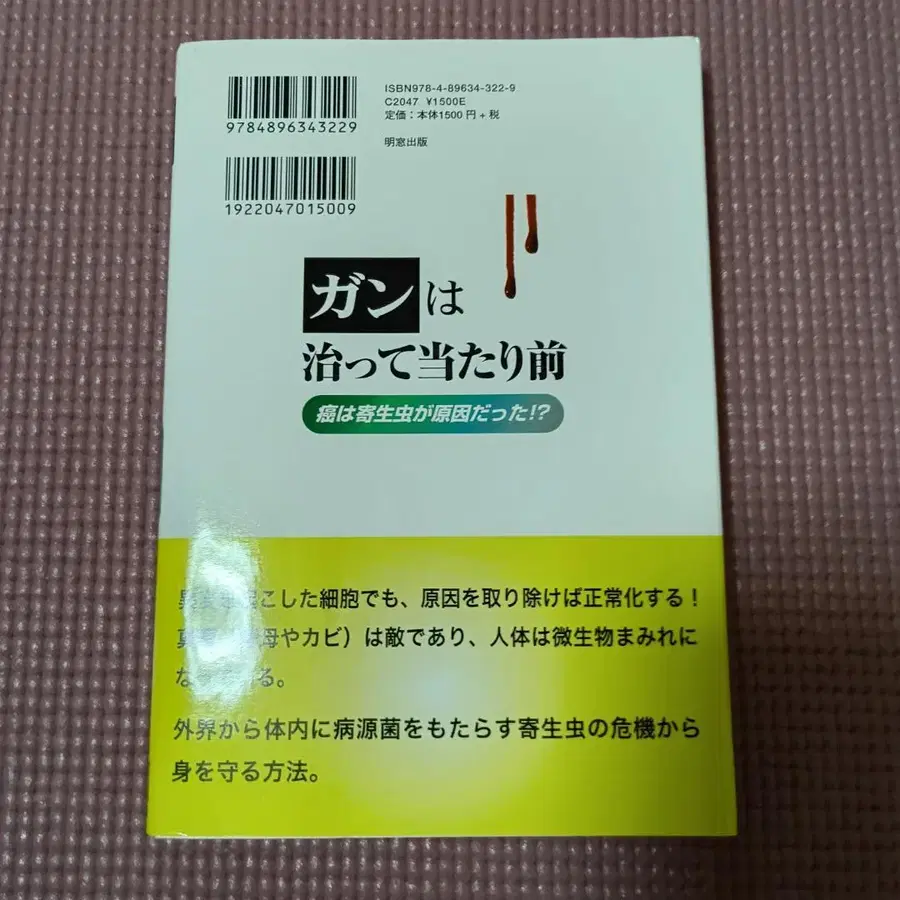 ISBN978-4-89634-322-9
C2047 ¥1500E
定価：本体1500円+税
9784896343229
明窓出版
1922047015009
ガンは
治って当たり前
癌は寄生虫が原因だった!?
こした細胞でも、原因を取り除けば正常化する！
母やカビ）は敵であり、人体は微生物まみれに
な る。
外界から体内に病源菌をもたらす寄生虫の危機から
身を守る方法。